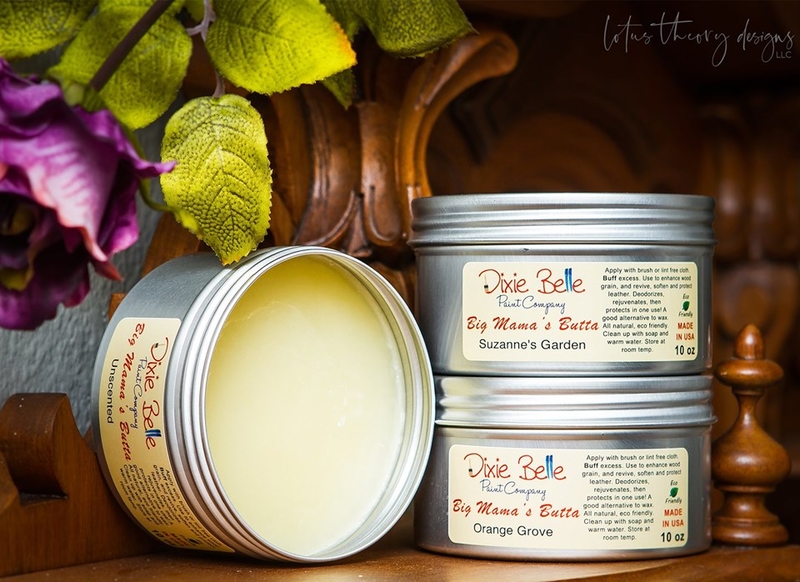 lotus theory designs
LLC
Dixie Belle
Paint Company
Big Mama's Butta
Suzanne's Garden
Apply with brush or lint free cloth.
Buff excess. Use to enhance wood
grain, and revive, soften and protect
leather. Deodorizes,
rejuvenates, then
protects in one use! A
good alternative to wax.
All natural, eco friendly.
Clean up with soap and
warm water. Store at
room temp.
Eco
Friendly
MADE
IN USA
10 oz
Dixie Belle
Paint Company
Big Mama's Butta
Orange Grove
Apply with brush or lint free cloth.
Buff excess. Use to enhance wood
grain, and revive, soften and protect
leather. Deodorizes,
rejuvenates, then
protects in one use! A
good alternative to wax.
All natural, eco friendly.
Clean up with soap and
warm water. Store at
room temp.
Eco
Friendly
MADE
IN USA
10 oz
Dixie Belle
Paint Company
Big Mama's Butta
Unscented